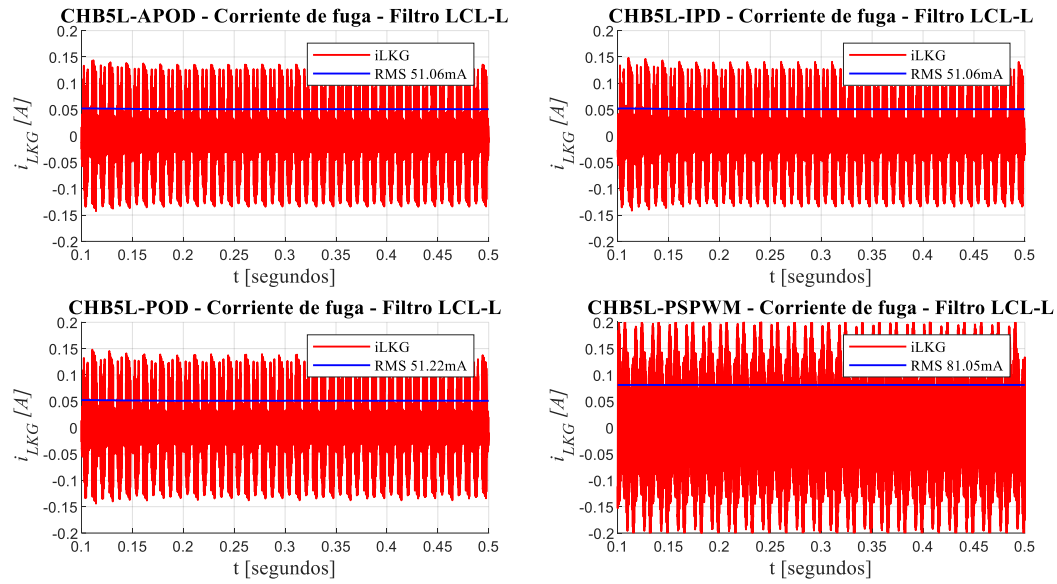 CHB5L-APOD - Corriente de fuga - Filtro LCL-L
0.2
0.15
0.1
0.05
0
-0.05
-0.1
-0.15
-0.2
i_LKG [A]
iLKG
RMS 51.06mA
0.1 0.15 0.2 0.25 0.3 0.35 0.4 0.45 0.5
t [segundos]
CHB5L-IPD - Corriente de fuga - Filtro LCL-L
0.2
0.15
0.1
0.05
0
-0.05
-0.1
-0.15
-0.2
i_LKG [A]
iLKG
RMS 51.06mA
0.1 0.15 0.2 0.25 0.3 0.35 0.4 0.45 0.5
t [segundos]
CHB5L-POD - Corriente de fuga - Filtro LCL-L
0.2
0.15
0.1
0.05
0
-0.05
-0.1
-0.15
-0.2
i_LKG [A]
iLKG
RMS 51.22mA
0.1 0.15 0.2 0.25 0.3 0.35 0.4 0.45 0.5
t [segundos]
CHB5L-PSPWM - Corriente de fuga - Filtro LCL-L
0.2
0.15
0.1
0.05
0
-0.05
-0.1
-0.15
-0.2
i_LKG [A]
iLKG
RMS 81.05mA
0.1 0.15 0.2 0.25 0.3 0.35 0.4 0.45 0.5
t [segundos]